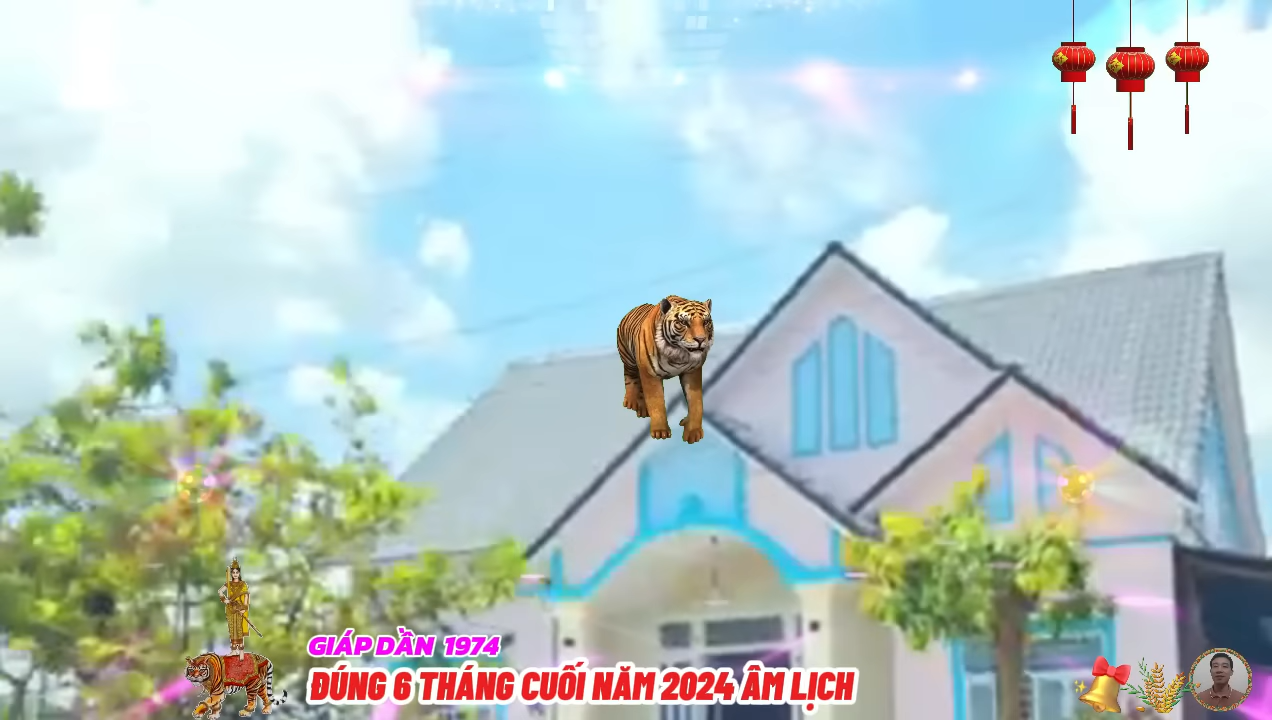 GIÁP DẦN 1974
ĐÚNG 6 THÁNG CUỐI NĂM 2024 ÂM LỊCH